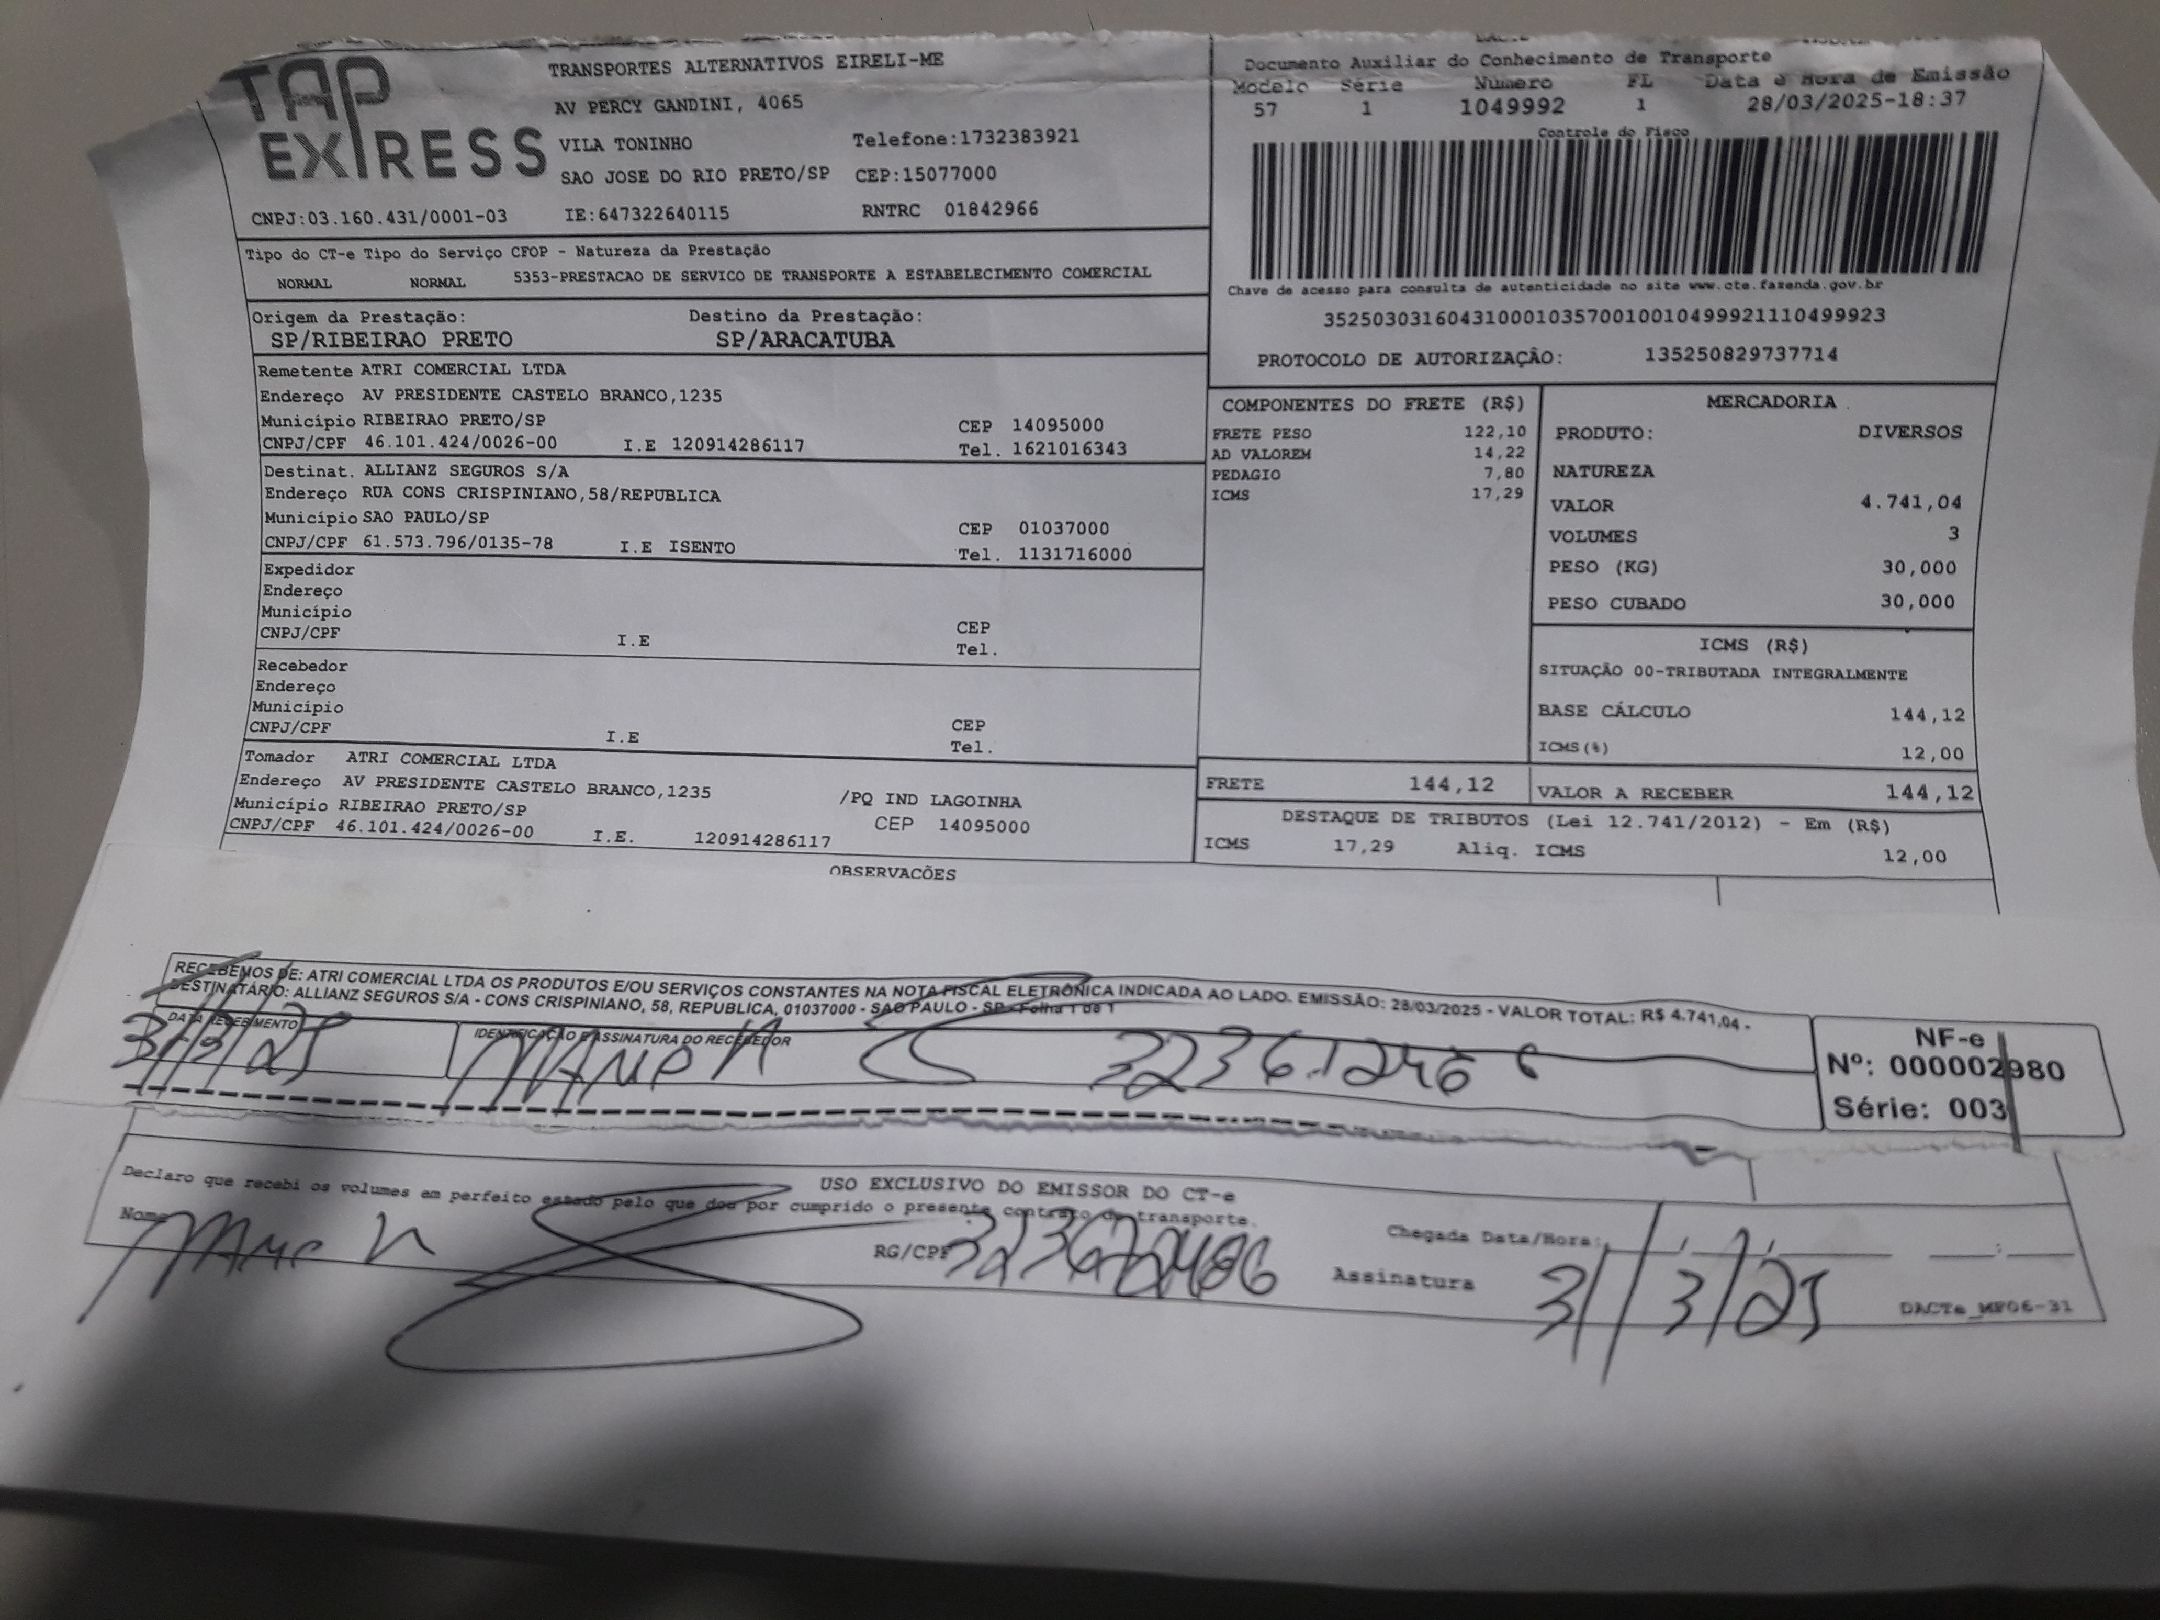 TAP EXPRESS
TRANSPORTES ALTERNATIVOS EIRELI-ME
AV PERCY GANDINI, 4065
VILA TONINHO Telefone:1732383921
SAO JOSE DO RIO PRETO/SP CEP:15077000
CNPJ:03.160.431/0001-03 IE:647322640115 RNTRC 01842966
Documento Auxiliar do Conhecimento de Transporte
Modelo Série Número FL Data e Hora de Emissão
57 1 1049992 1 28/03/2025-18:37
Controle do Fisco
Chave de acesso para consulta de autenticidade no site www.cte.fazenda.gov.br
35250303160431000103570010010499921110499923
PROTOCOLO DE AUTORIZAÇÃO: 135250829737714
Tipo do CT-e Tipo do Serviço CFOP - Natureza da Prestação
NORMAL NORMAL 5353-PRESTACAO DE SERVICO DE TRANSPORTE A ESTABELECIMENTO COMERCIAL
Origem da Prestação: Destino da Prestação:
SP/RIBEIRAO PRETO SP/ARACATUBA
Remetente ATRI COMERCIAL LTDA
Endereço AV PRESIDENTE CASTELO BRANCO,1235
Município RIBEIRAO PRETO/SP CEP 14095000
CNPJ/CPF 46.101.424/0026-00 I.E 120914286117 Tel. 1621016343
Destinat. ALLIANZ SEGUROS S/A
Endereço RUA CONS CRISPINIANO,58/REPUBLICA
Município SAO PAULO/SP CEP 01037000
CNPJ/CPF 61.573.796/0135-78 I.E ISENTO Tel. 1131716000
Expedidor
Endereço
Município
CNPJ/CPF I.E CEP
Tel.
Recebedor
Endereço
Município
CNPJ/CPF I.E CEP
Tel.
Tomador ATRI COMERCIAL LTDA
Endereço AV PRESIDENTE CASTELO BRANCO,1235 /PQ IND LAGOINHA
Município RIBEIRAO PRETO/SP CEP 14095000
CNPJ/CPF 46.101.424/0026-00 I.E. 120914286117
COMPONENTES DO FRETE (R$)
FRETE PESO 122,10
AD VALOREM 14,22
PEDAGIO 7,80
ICMS 17,29
MERCADORIA
PRODUTO: DIVERSOS
NATUREZA
VALOR 4.741,04
VOLUMES 3
PESO (KG) 30,000
PESO CUBADO 30,000
ICMS (R$)
SITUAÇÃO 00-TRIBUTADA INTEGRALMENTE
BASE CÁLCULO 144,12
ICMS(%) 12,00
FRETE 144,12 VALOR A RECEBER 144,12
DESTAQUE DE TRIBUTOS (Lei 12.741/2012) - Em (R$)
ICMS 17,29 Aliq. ICMS 12,00
OBSERVAÇÕES
RECEBEMOS DE: ATRI COMERCIAL LTDA OS PRODUTOS E/OU SERVIÇOS CONSTANTES NA NOTA FISCAL ELETRÔNICA INDICADA AO LADO. EMISSÃO: 28/03/2025 - VALOR TOTAL: R$ 4.741,04 -
DESTINATÁRIO: ALLIANZ SEGUROS S/A - CONS CRISPINIANO, 58, REPUBLICA, 01037000 - SAO PAULO - SP - Folha 1 de 1
DATA RECEBIMENTO IDENTIFICAÇÃO E ASSINATURA DO RECEBEDOR
NF-e
Nº: 000002980
Série: 003
USO EXCLUSIVO DO EMISSOR DO CT-e
Declaro que recebi os volumes em perfeito estado pelo que dou por cumprido o presente contrato de transporte.
Nome RG/CPF Chegada Data/Hora:
Assinatura 31/3/25
DACTe_MF06-31